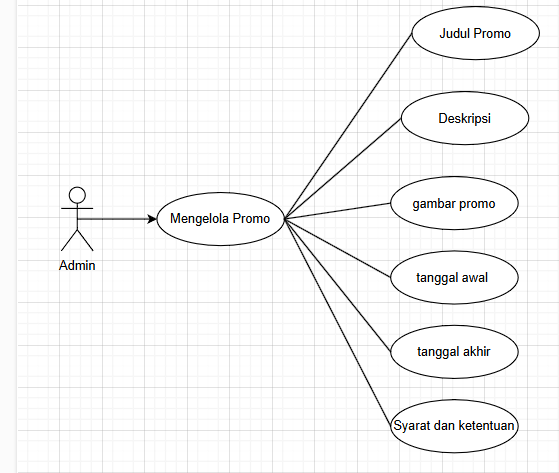 Judul Promo
Deskripsi
gambar promo
Mengelola Promo
Admin
tanggal awal
tanggal akhir
Syarat dan ketentuan